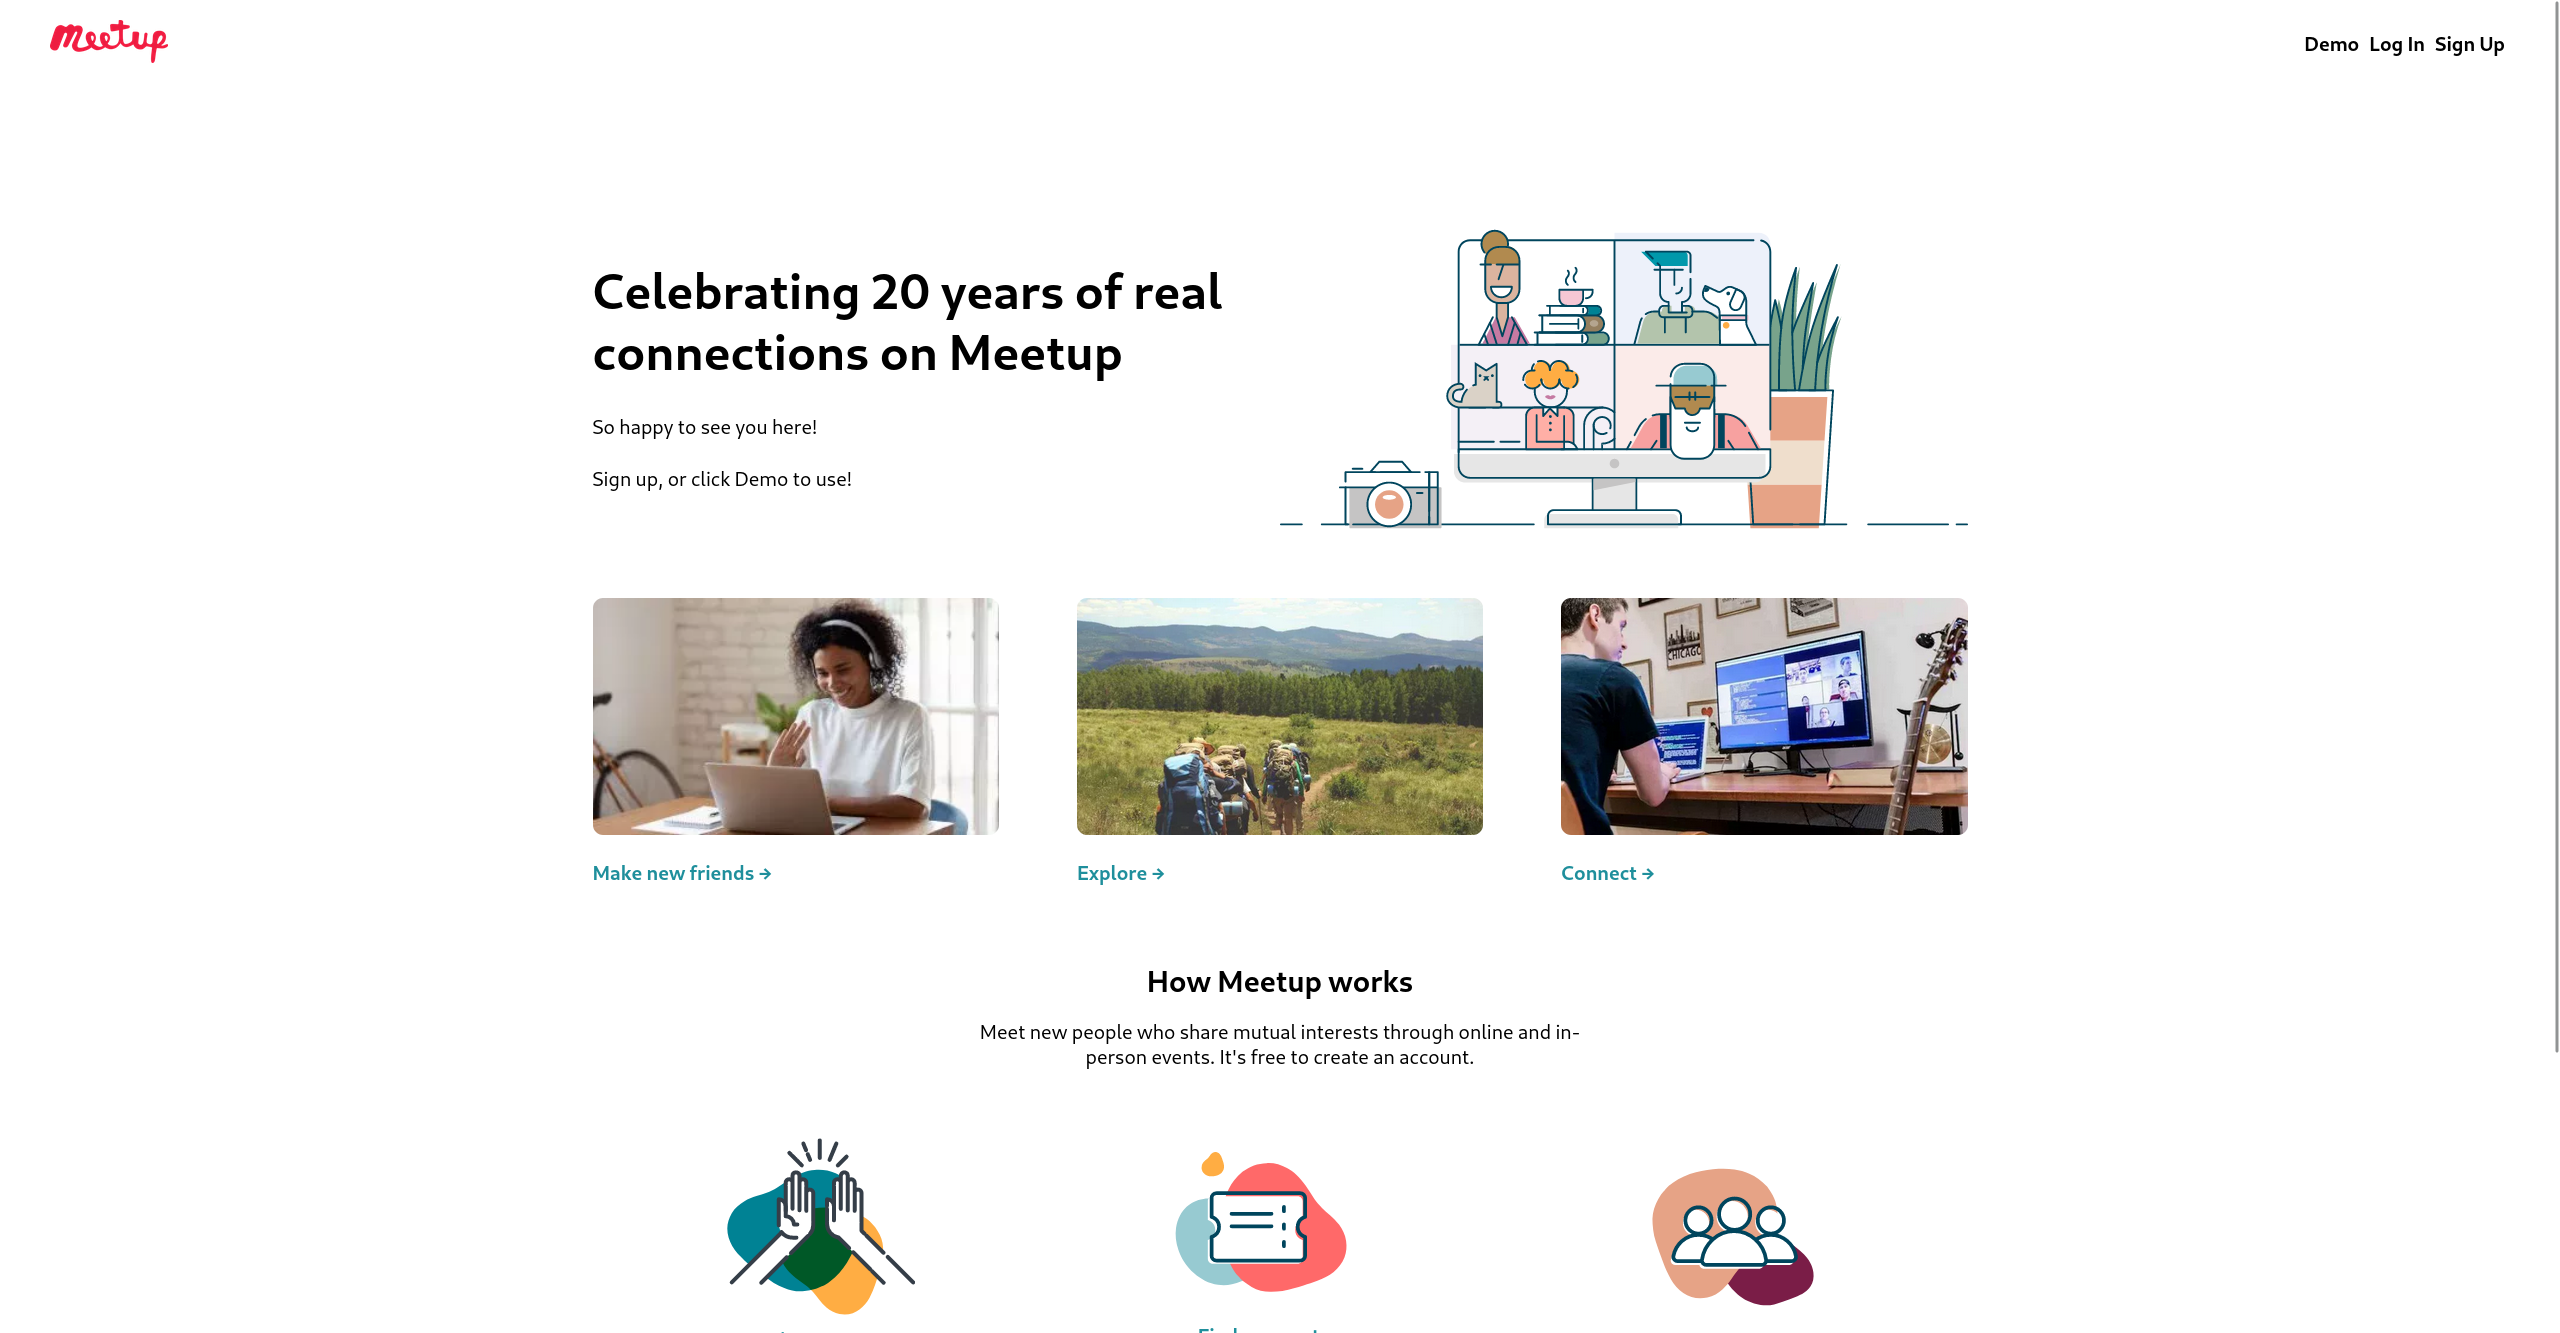 meetup
Demo Log In Sign Up
Celebrating 20 years of real
connections on Meetup
So happy to see you here!
Sign up, or click Demo to use!
CHICAGO
Make new friends →
Explore →
Connect →
How Meetup works
Meet new people who share mutual interests through online and in-
person events. It's free to create an account.